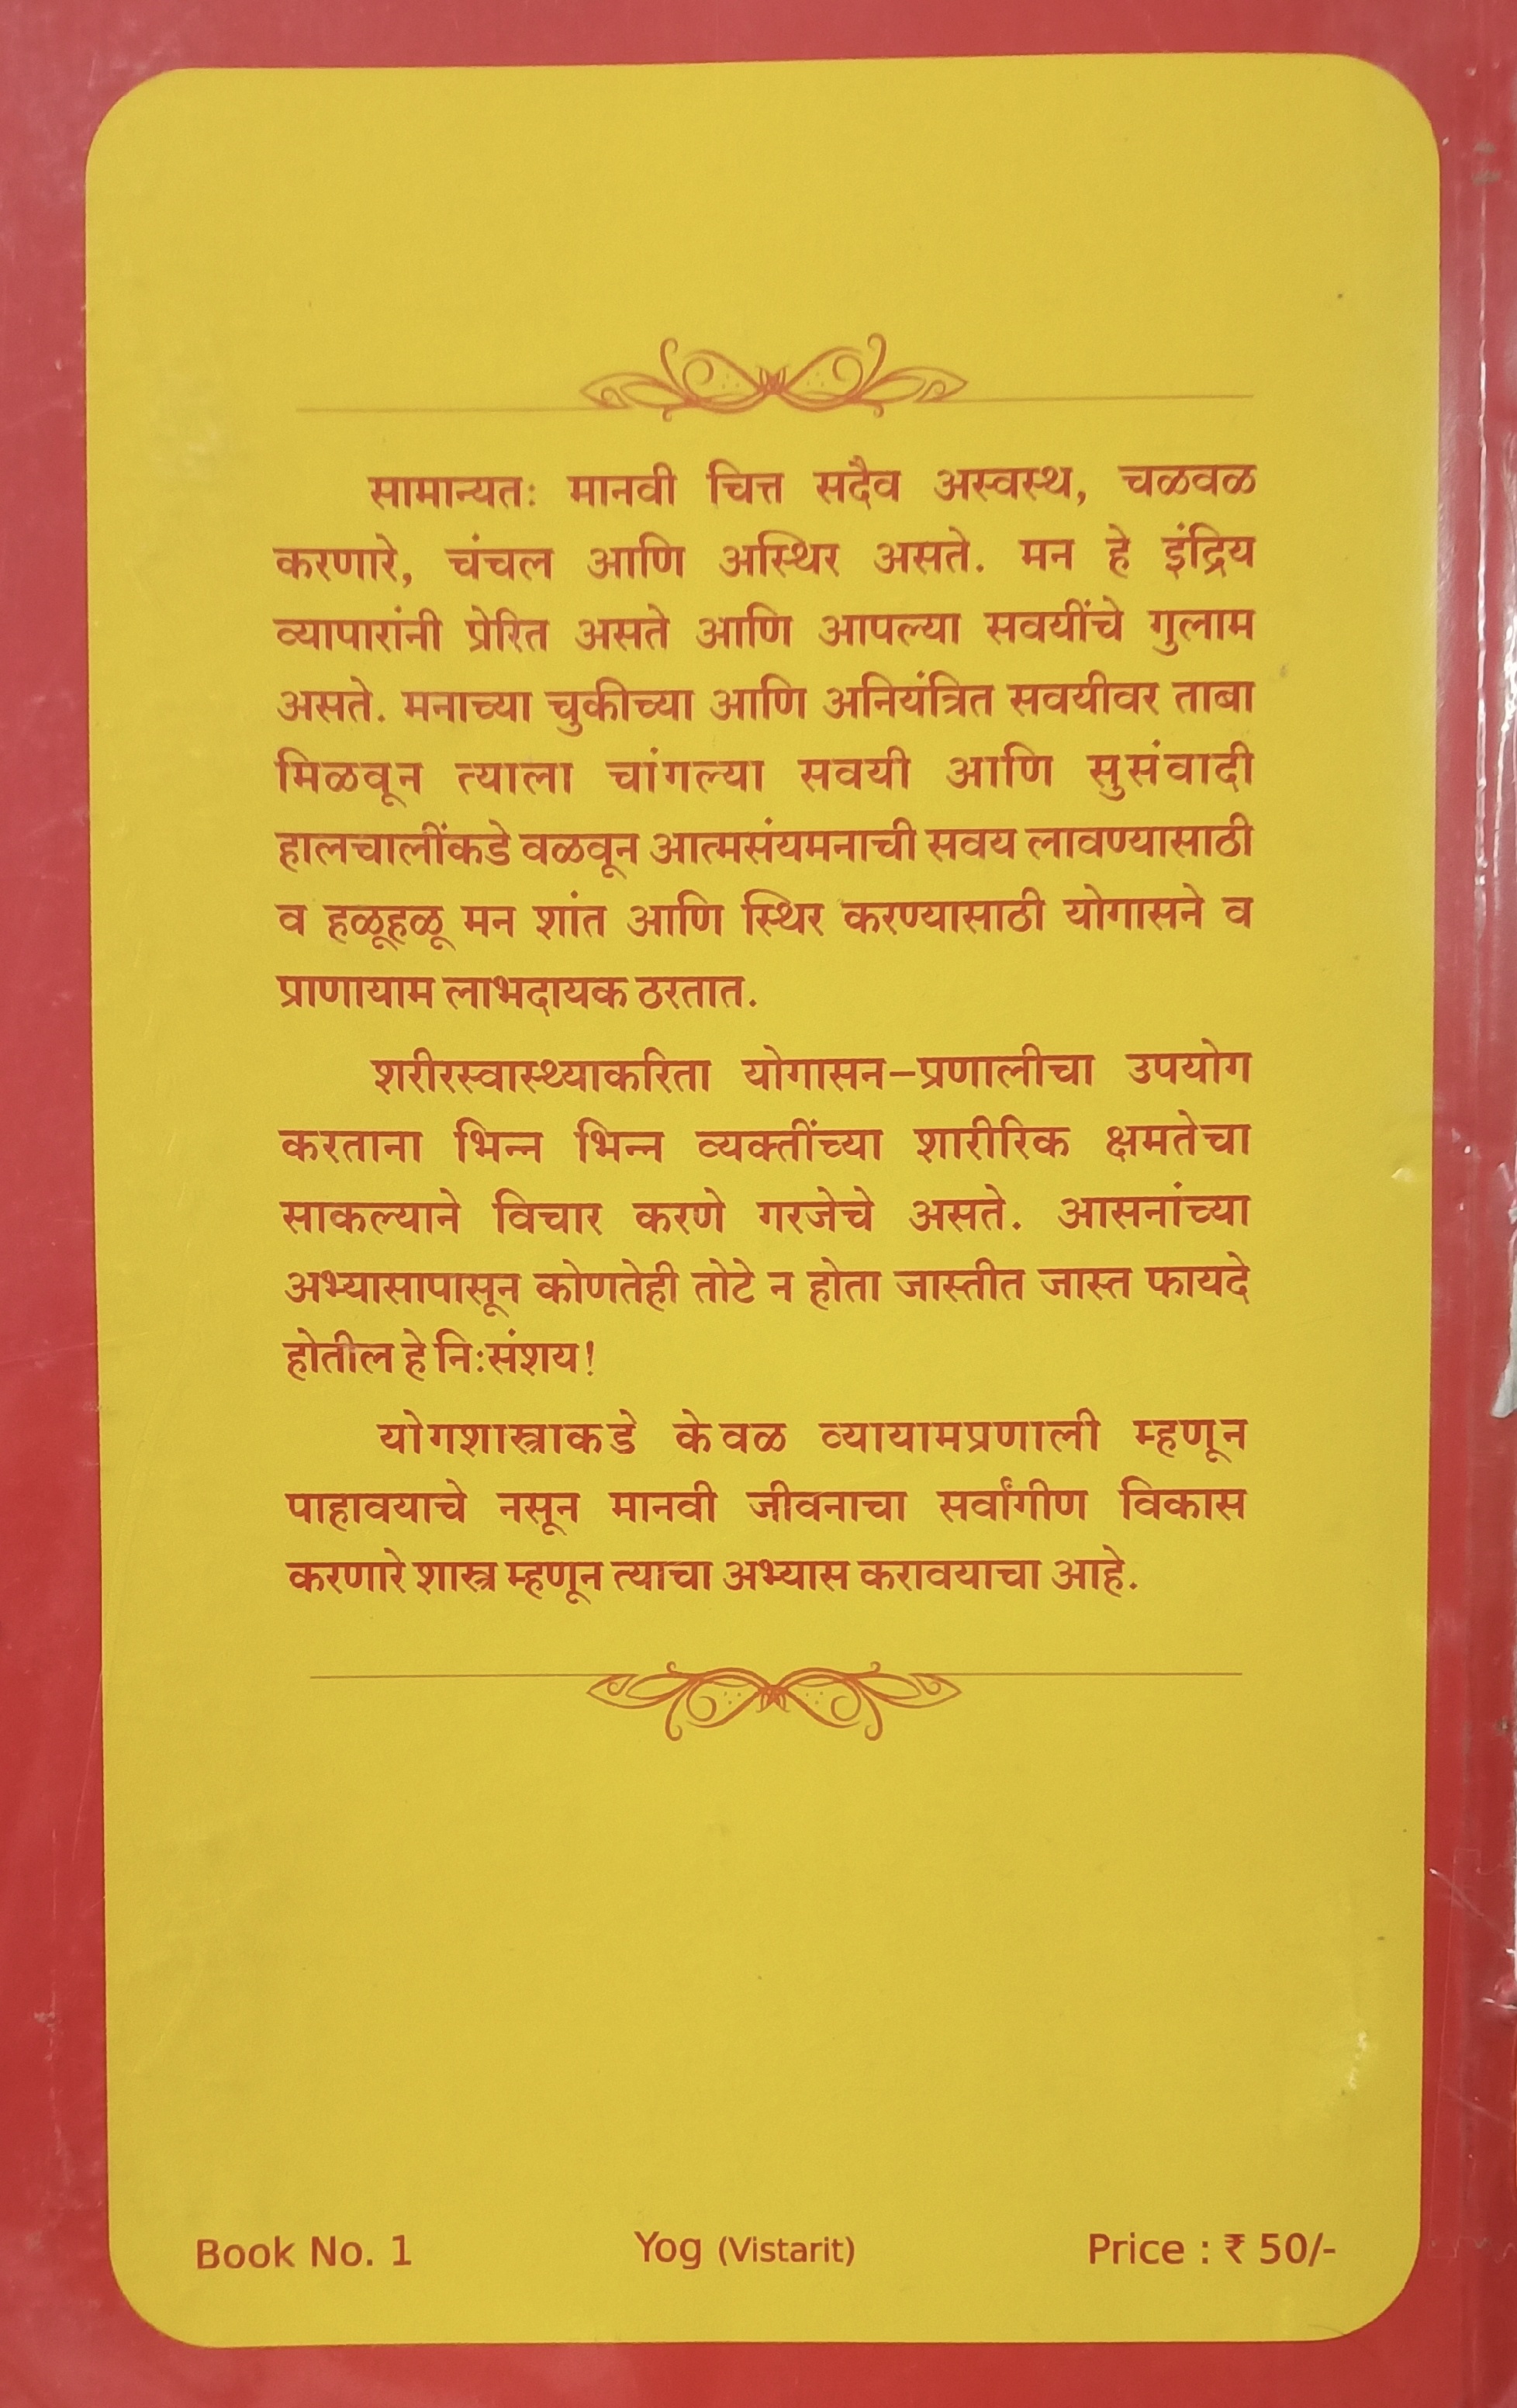 सामान्यतः मानवी चित्त सदैव अस्वस्थ, चळवळ
करणारे, चंचल आणि अस्थिर असते. मन हे इंद्रिय
व्यापारांनी प्रेरित असते आणि आपल्या सवयींचे गुलाम
असते. मनाच्या चुकीच्या आणि अनियंत्रित सवयीवर ताबा
मिळवून त्याला चांगल्या सवयी आणि सुसंवादी
हालचालींकडे वळवून आत्मसंयमनाची सवय लावण्यासाठी
व हळूहळू मन शांत आणि स्थिर करण्यासाठी योगासने व
प्राणायाम लाभदायक ठरतात.
शरीरस्वास्थ्याकरिता योगासन–प्रणालीचा उपयोग
करताना भिन्न भिन्न व्यक्तींच्या शारीरिक क्षमतेचा
साकल्याने विचार करणे गरजेचे असते. आसनांच्या
अभ्यासापासून कोणतेही तोटे न होता जास्तीत जास्त फायदे
होतील हे निःसंशय!
योगशास्त्राकडे केवळ व्यायामप्रणाली म्हणून
पाहावयाचे नसून मानवी जीवनाचा सर्वांगीण विकास
करणारे शास्त्र म्हणून त्याचा अभ्यास करावयाचा आहे.
Book No. 1 Yog (Vistarit) Price : ₹ 50/-